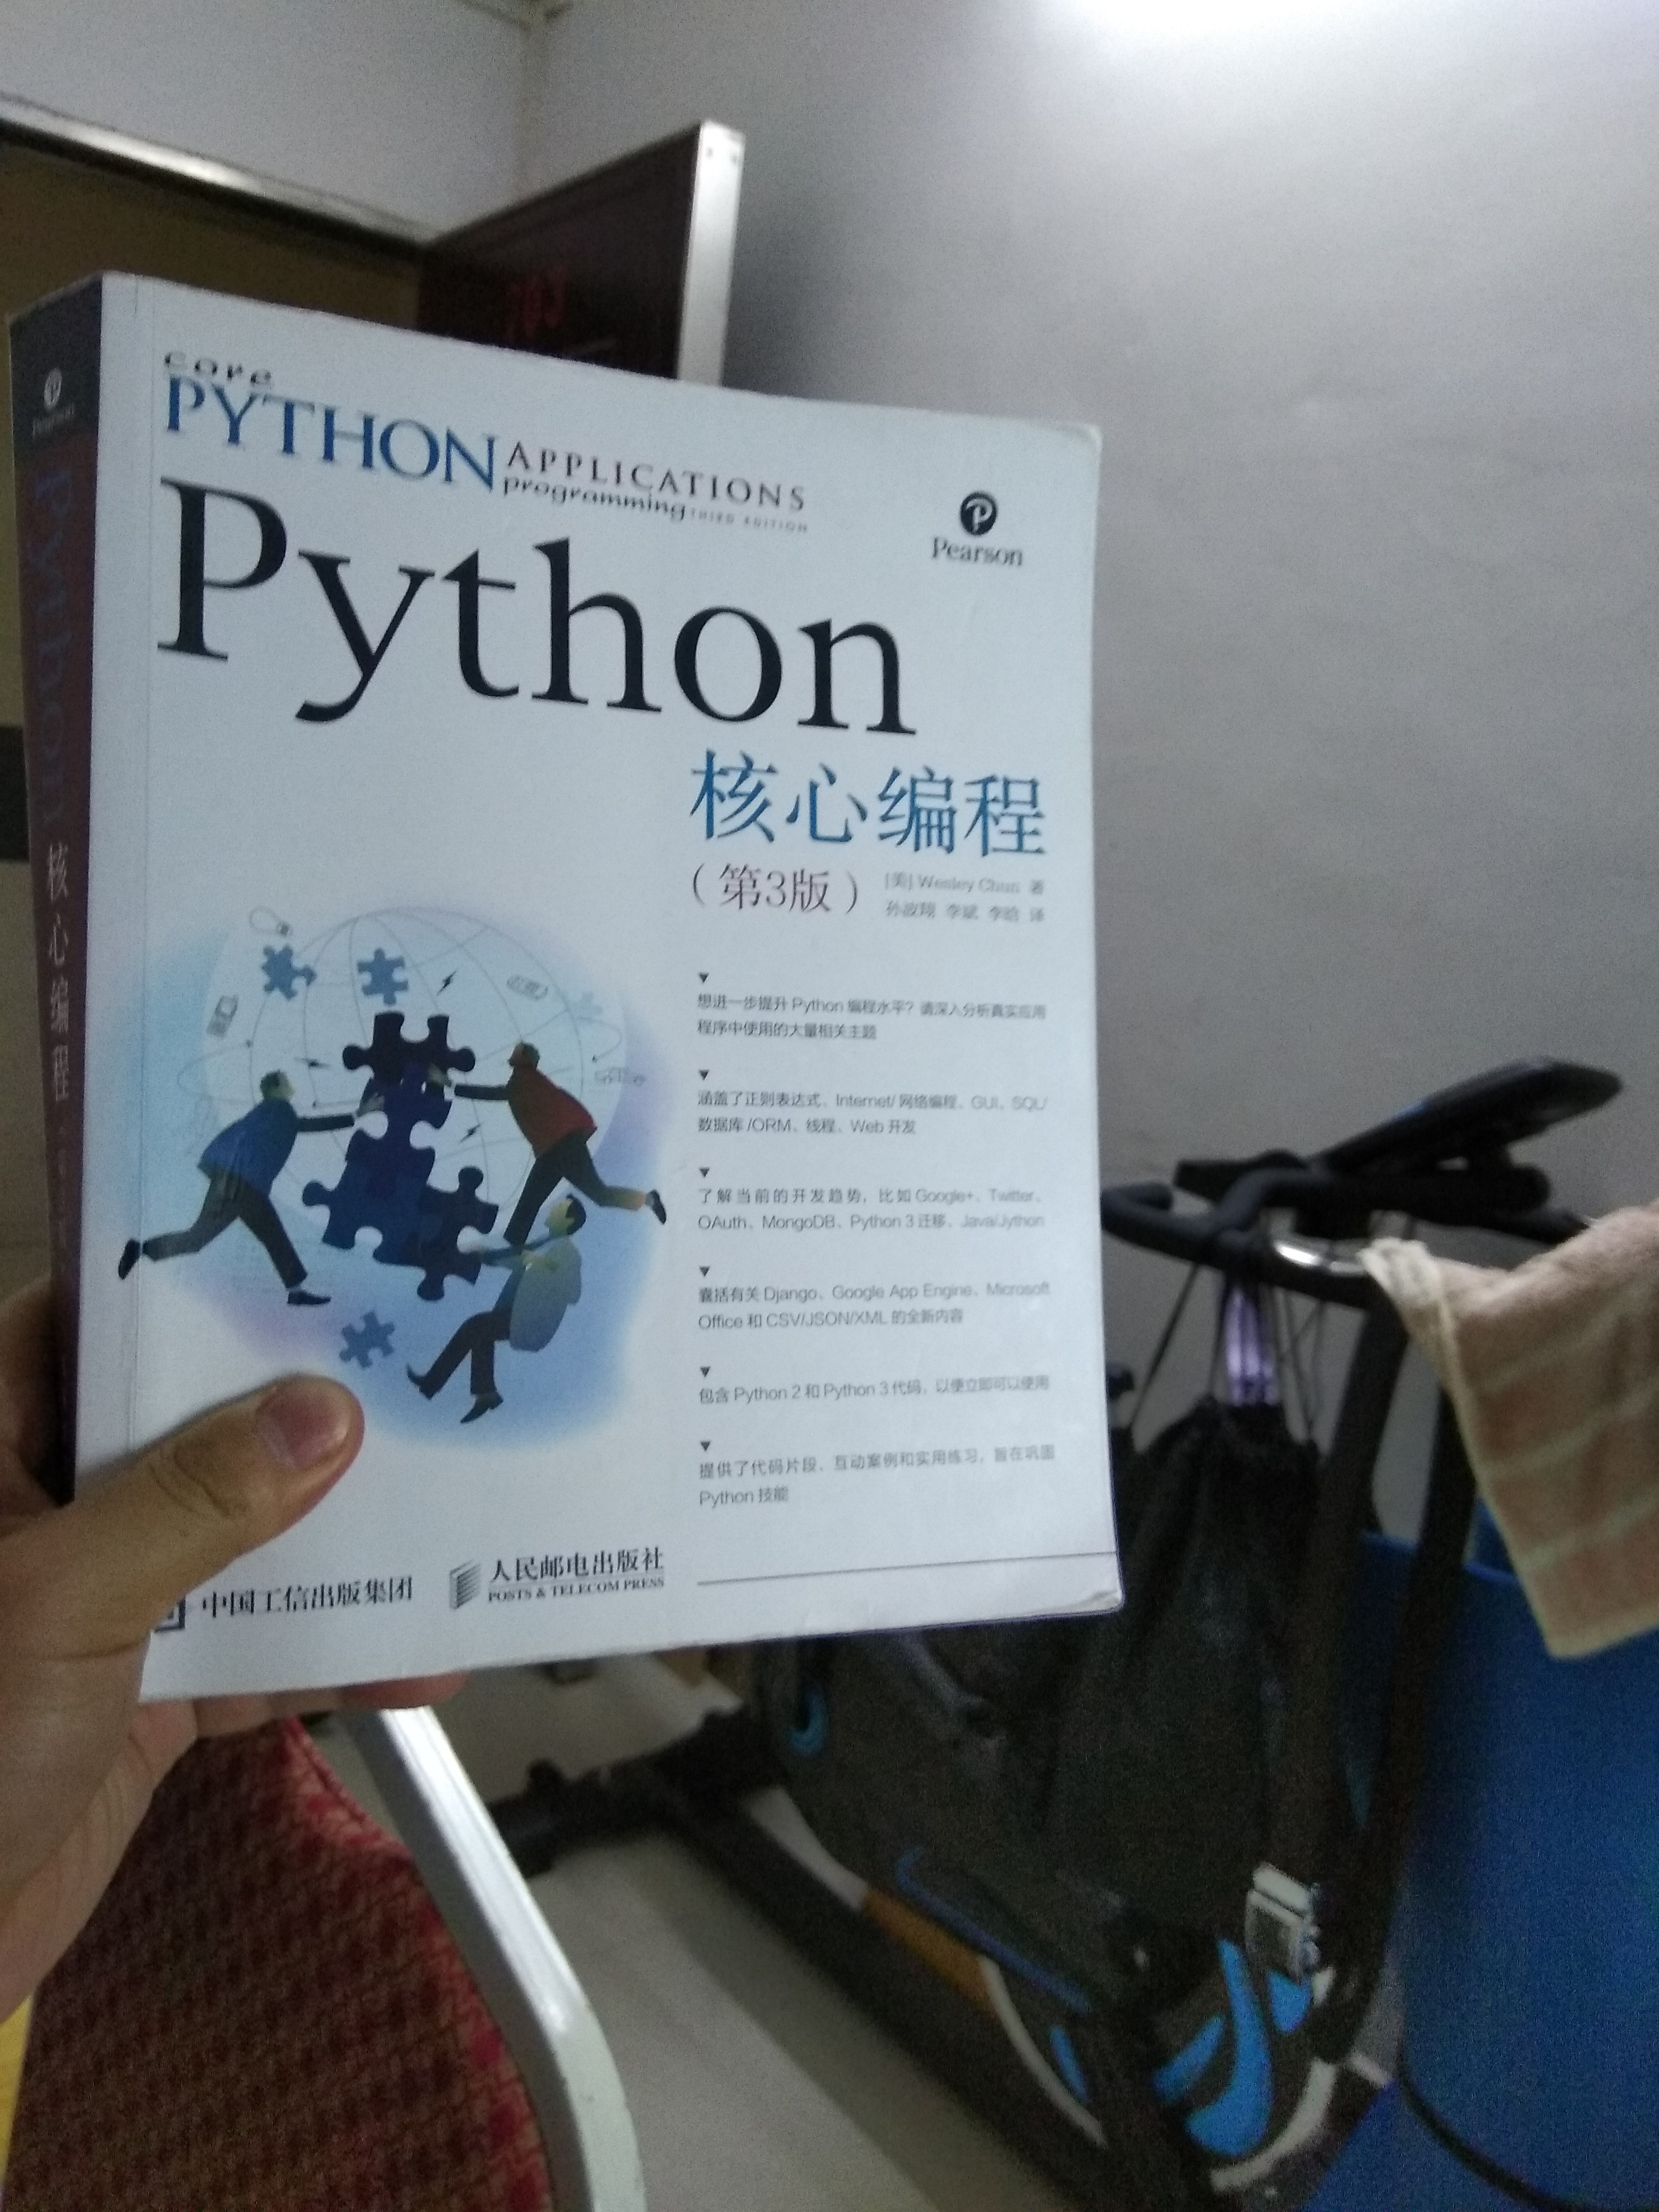 core
PYTHON APPLICATIONS
programming THIRD EDITION
Pearson
Python
核心编程
（第3版）
[美] Wesley Chun 著
孙波翔 李斌 李晗 译
想进一步提升 Python 编程水平？请深入分析真实应用
程序中使用的大量相关主题
涵盖了正则表达式、Internet/ 网络编程、GUI、SQL/
数据库 /ORM、线程、Web 开发
了解当前的开发趋势，比如 Google+、Twitter、
OAuth、MongoDB、Python 3 迁移、Java/Jython
囊括有关 Django、Google App Engine、Microsoft
Office 和 CSV/JSON/XML 的全新内容
包含 Python 2 和 Python 3 代码，以便立即可以使用
提供了代码片段、互动案例和实用练习，旨在巩固
Python 技能
中国工信出版集团
人民邮电出版社
POSTS & TELECOM PRESS
Pearson
Python 核心编程